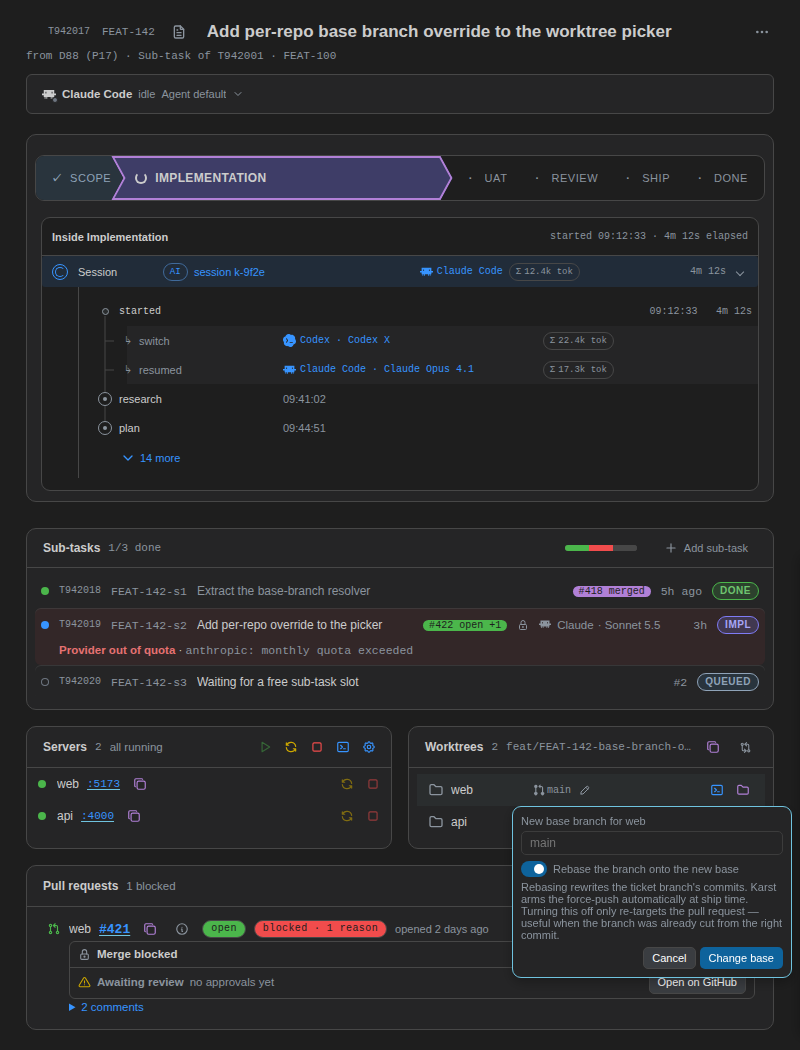 T942017 FEAT-142 Add per-repo base branch override to the worktree picker
from D88 (P17) · Sub-task of T942001 · FEAT-100
Claude Code idle Agent default
SCOPE IMPLEMENTATION · UAT · REVIEW · SHIP · DONE
Inside Implementation started 09:12:33 · 4m 12s elapsed
Session AI session k-9f2e Claude Code Σ 12.4k tok 4m 12s
started 09:12:33 4m 12s
↳ switch Codex · Codex X Σ 22.4k tok
↳ resumed Claude Code · Claude Opus 4.1 Σ 17.3k tok
research 09:41:02
plan 09:44:51
14 more
Sub-tasks 1/3 done Add sub-task
T942018 FEAT-142-s1 Extract the base-branch resolver #418 merged 5h ago DONE
T942019 FEAT-142-s2 Add per-repo override to the picker #422 open +1 Claude · Sonnet 5.5 3h IMPL
Provider out of quota · anthropic: monthly quota exceeded
T942020 FEAT-142-s3 Waiting for a free sub-task slot #2 QUEUED
Servers 2 all running
web :5173
api :4000
Worktrees 2 feat/FEAT-142-base-branch-o…
web main
api
New base branch for web
main
Rebase the branch onto the new base
Rebasing rewrites the ticket branch's commits. Karst
arms the force-push automatically at ship time.
Turning this off only re-targets the pull request —
useful when the branch was already cut from the right
commit.
Cancel Change base
Pull requests 1 blocked
web #421 open blocked · 1 reason opened 2 days ago
Merge blocked
Awaiting review no approvals yet Open on GitHub
2 comments